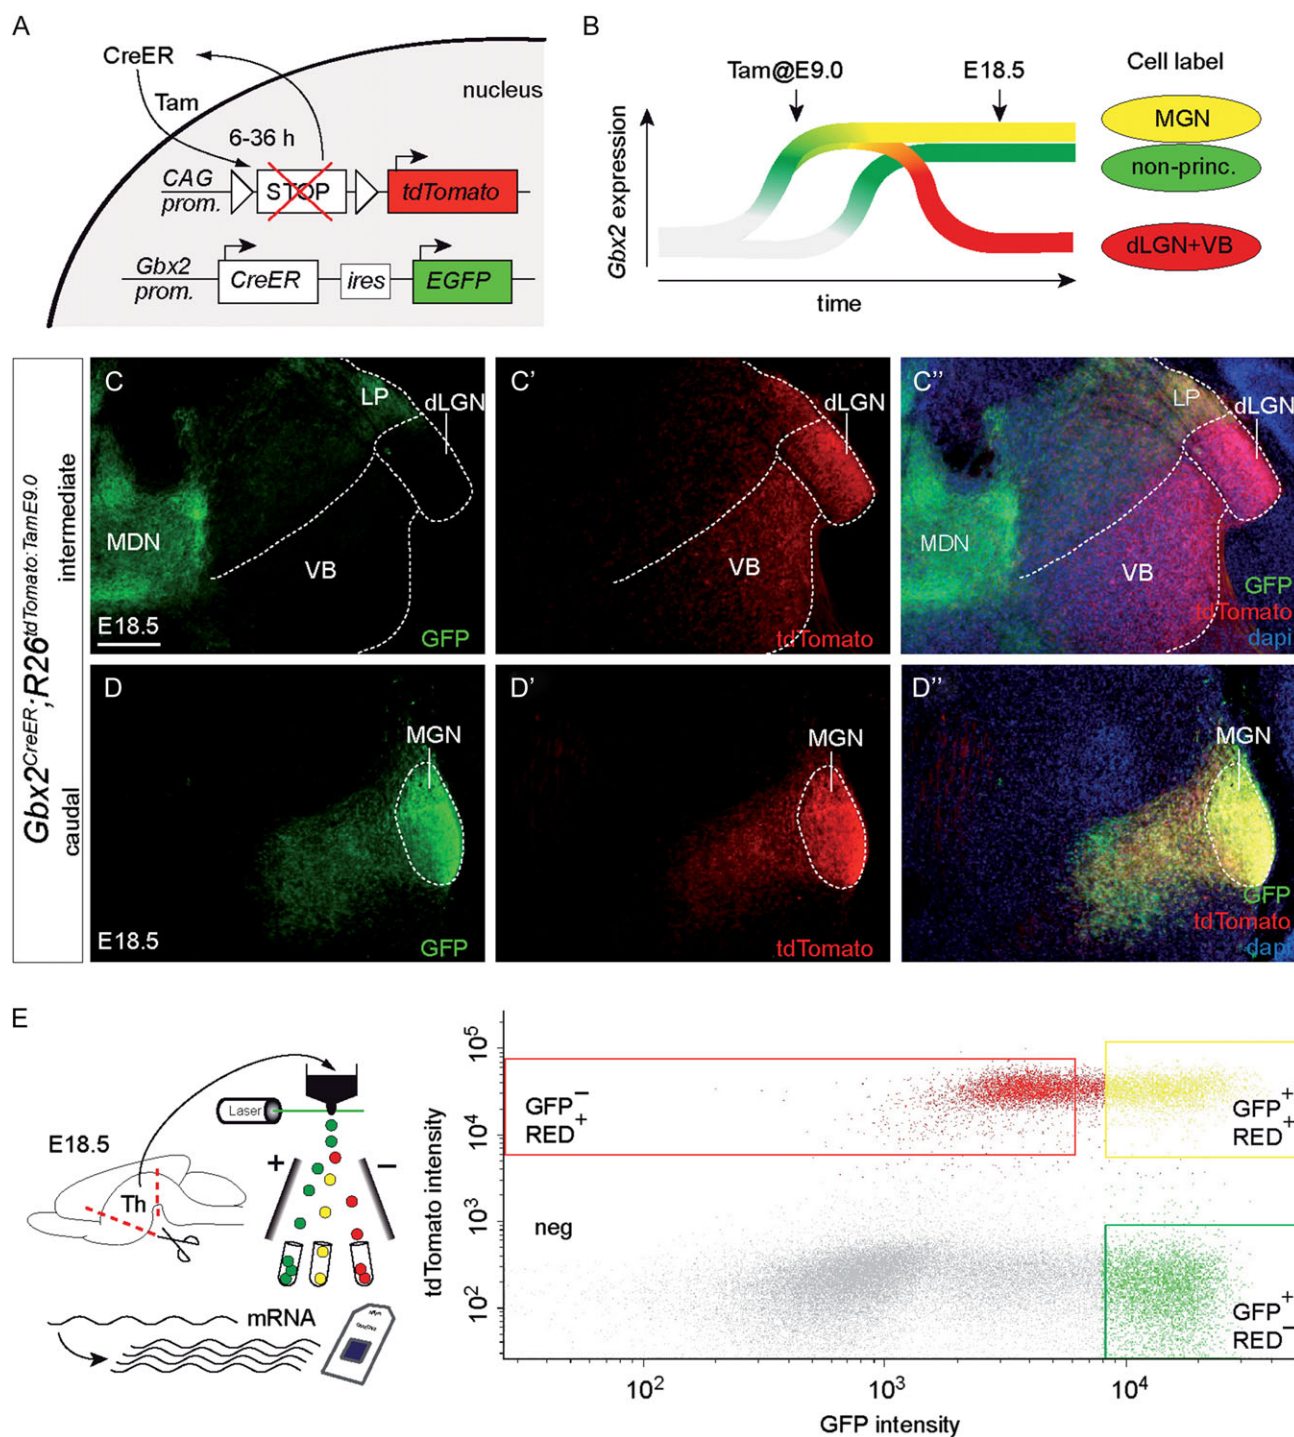 A
CreER
Tam
nucleus
6-36 h
CAG
prom.
STOP
tdTomato
Gbx2
prom.
CreER
ires
EGFP
B
Tam@E9.0
E18.5
Cell label
Gbx2 expression
MGN
non-princ.
dLGN+VB
time
Gbx2CreER;R26tdTomato;TamE9.0
intermediate
caudal
C
LP
dLGN
MDN
VB
E18.5
GFP
C'
dLGN
VB
tdTomato
C''
LP
dLGN
MDN
VB
GFP
tdTomato
dapi
D
MGN
E18.5
GFP
D'
MGN
tdTomato
D''
MGN
GFP
tdTomato
dapi
E
Laser
E18.5
Th
+
−
mRNA
tdTomato intensity
10^5
10^4
10^3
10^2
GFP−
RED+
GFP+
RED+
neg
GFP+
RED−
10^2
10^3
10^4
GFP intensity